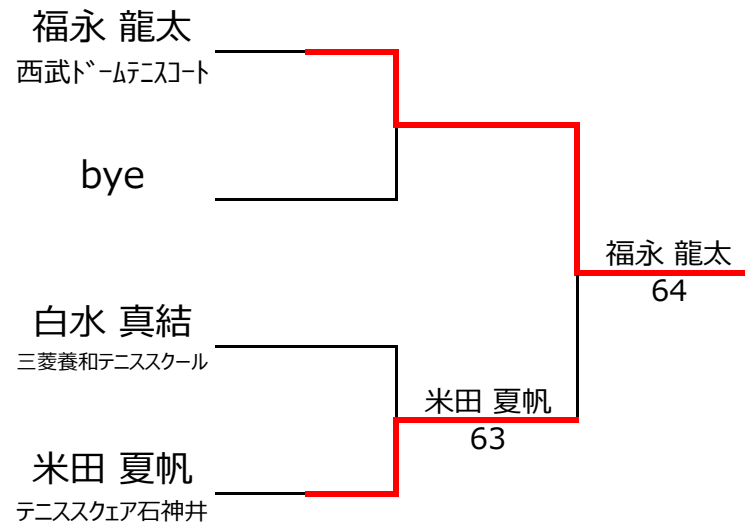 福永 龍太
西武ドームテニスコート
bye
福永 龍太
64
白水 真結
三菱養和テニススクール
米田 夏帆
63
米田 夏帆
テニススクェア石神井